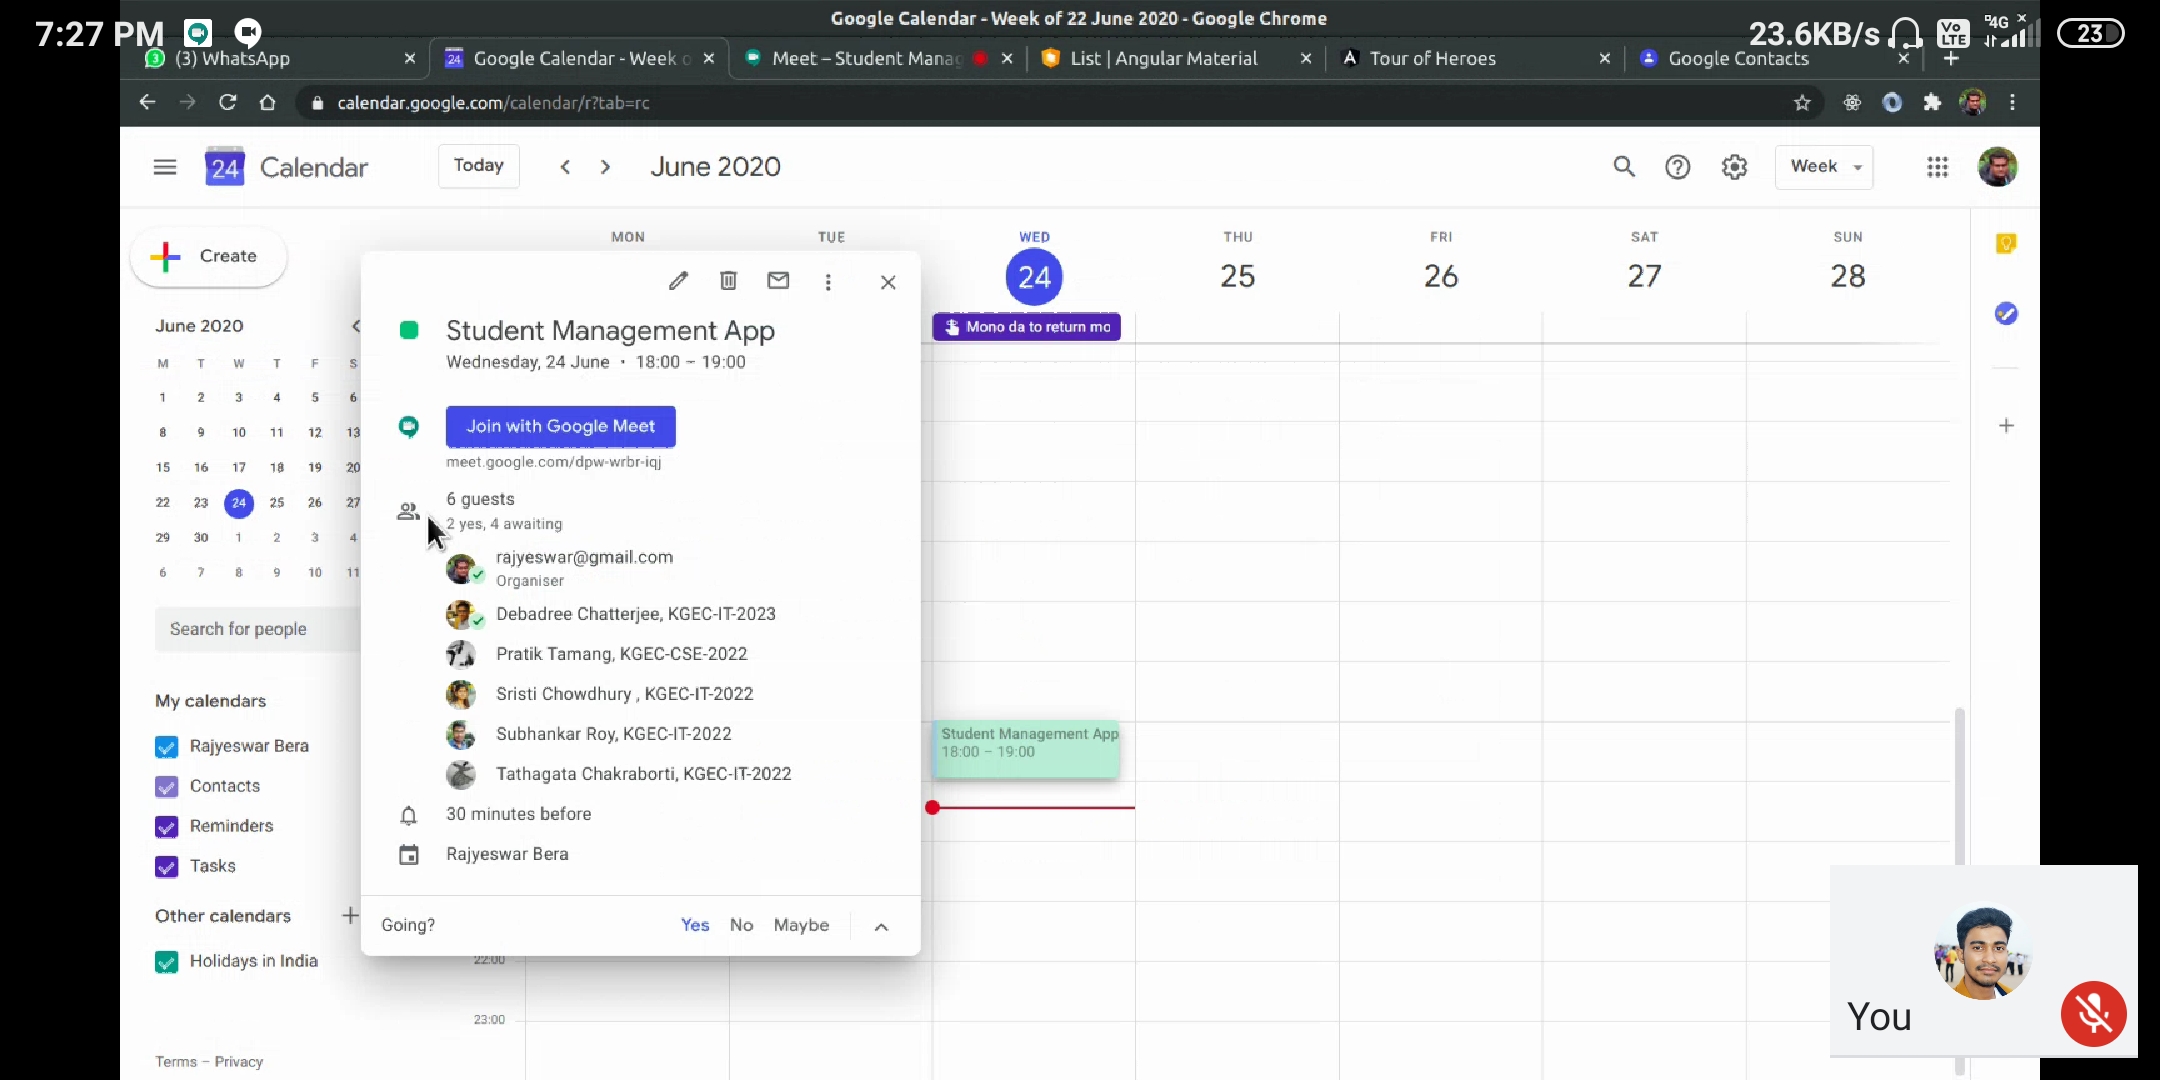 Google Calendar - Week of 22 June 2020 - Google Chrome
7:27 PM
23.6KB/s
Vo LTE
4G
23
(3) WhatsApp
Google Calendar - Week o
Meet – Student Manag
List | Angular Material
Tour of Heroes
Google Contacts
calendar.google.com/calendar/r?tab=rc
24
Calendar
Today
June 2020
Week
Create
MON
TUE
WED
THU
FRI
SAT
SUN
24
25
26
27
28
June 2020
M T W T F S
1 2 3 4 5 6
8 9 10 11 12 13
15 16 17 18 19 20
22 23 24 25 26 27
29 30 1 2 3 4
6 7 8 9 10 11
Search for people
My calendars
Rajyeswar Bera
Contacts
Reminders
Tasks
Other calendars
Holidays in India
Terms – Privacy
Student Management App
Wednesday, 24 June · 18:00 – 19:00
Join with Google Meet
meet.google.com/dpw-wrbr-iqj
6 guests
2 yes, 4 awaiting
rajyeswar@gmail.com
Organiser
Debadree Chatterjee, KGEC-IT-2023
Pratik Tamang, KGEC-CSE-2022
Sristi Chowdhury , KGEC-IT-2022
Subhankar Roy, KGEC-IT-2022
Tathagata Chakraborti, KGEC-IT-2022
30 minutes before
Rajyeswar Bera
Going?
Yes
No
Maybe
22:00
23:00
Mono da to return mo
Student Management App
18:00 – 19:00
You